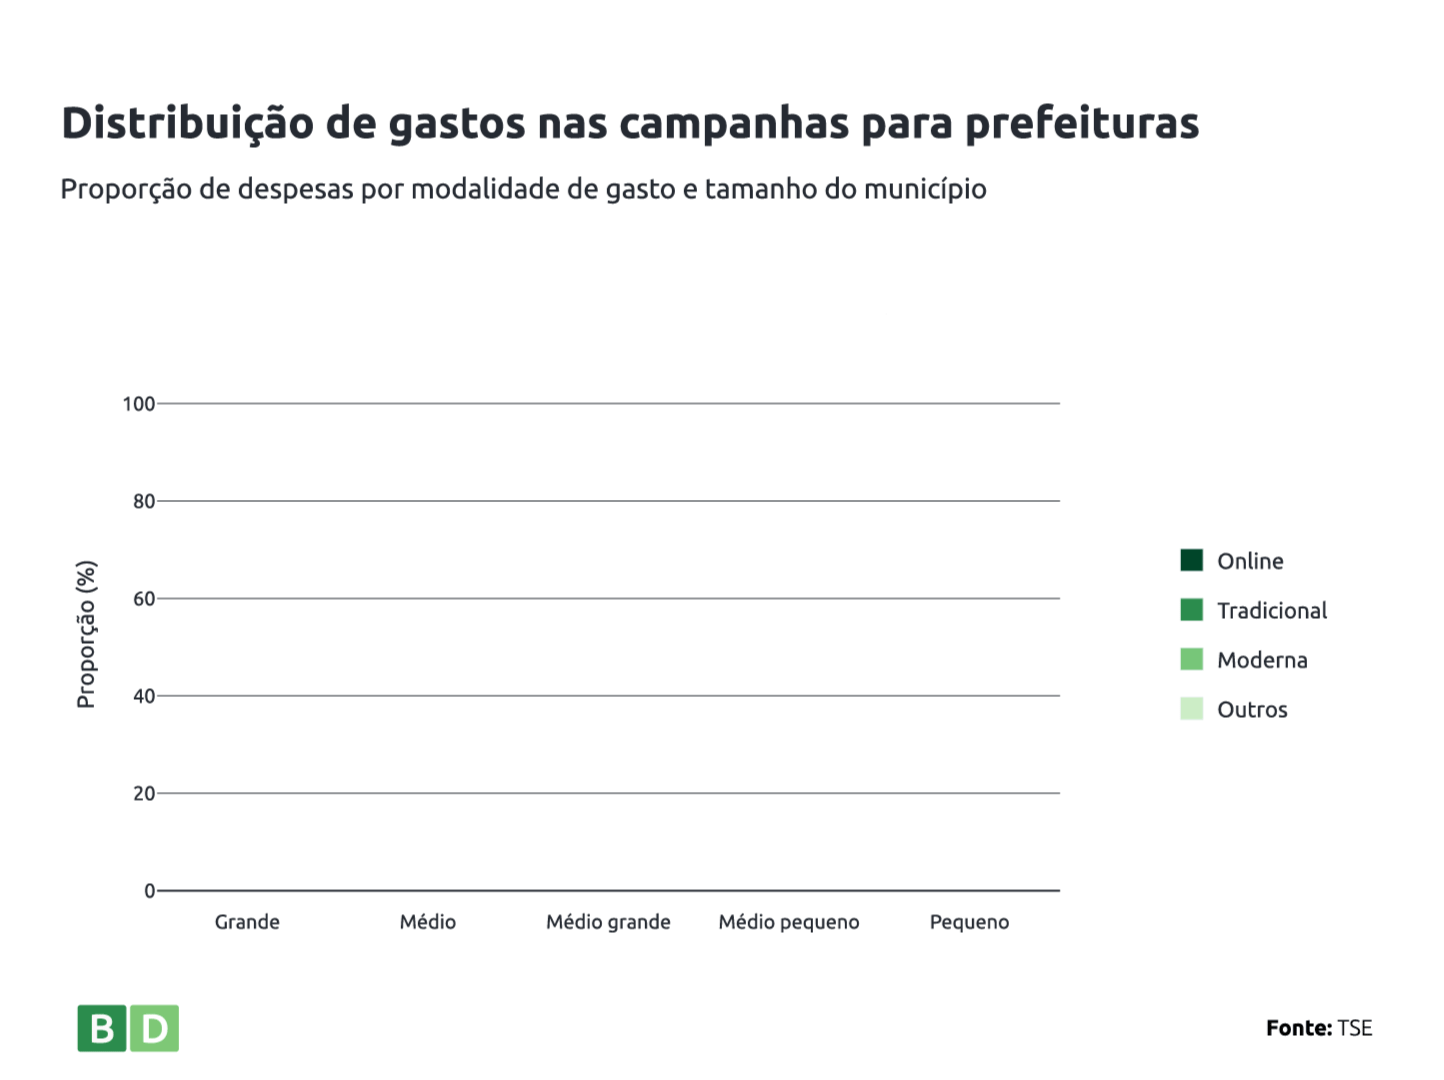 Distribuição de gastos nas campanhas para prefeituras
Proporção de despesas por modalidade de gasto e tamanho do município
Proporção (%)
100
80
60
40
20
0
Grande
Médio
Médio grande
Médio pequeno
Pequeno
Online
Tradicional
Moderna
Outros
BD
Fonte: TSE